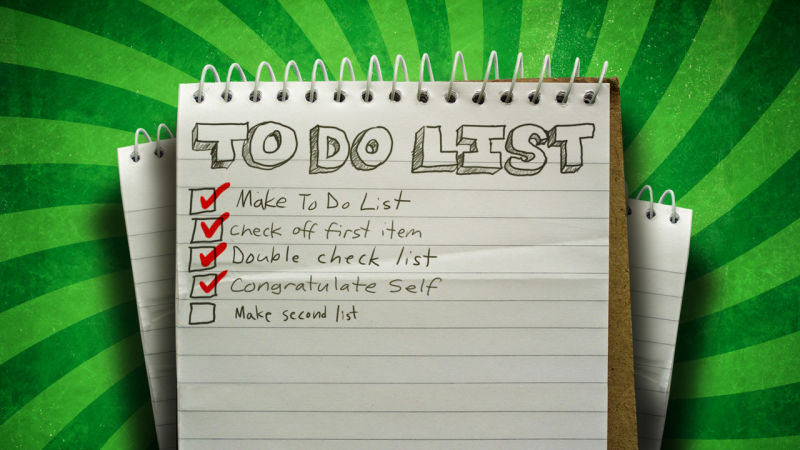 TO DO LIST
Make To Do List
check off first item
Double check list
Congratulate Self
Make second list